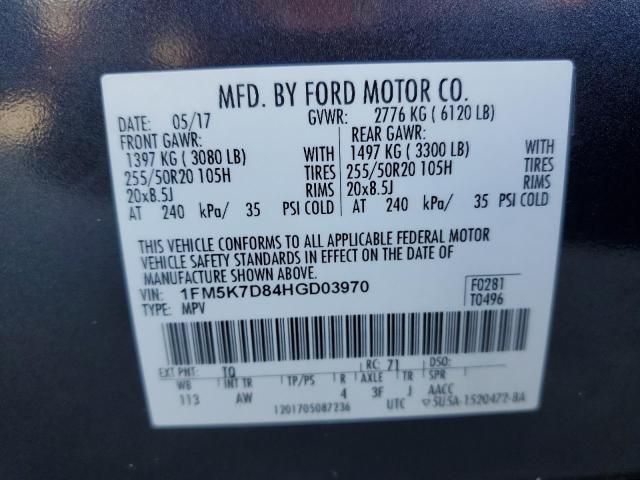 MFD. BY FORD MOTOR CO.
DATE: 05/17 GVWR: 2776 KG ( 6120 LB)
FRONT GAWR: REAR GAWR:
1397 KG ( 3080 LB) WITH 1497 KG ( 3300 LB) WITH
255/50R20 105H TIRES 255/50R20 105H TIRES
20x8.5J RIMS 20x8.5J RIMS
AT 240 kPa/ 35 PSI COLD AT 240 kPa/ 35 PSI COLD
THIS VEHICLE CONFORMS TO ALL APPLICABLE FEDERAL MOTOR
VEHICLE SAFETY STANDARDS IN EFFECT ON THE DATE OF
MANUFACTURE SHOWN ABOVE.
VIN: 1FM5K7D84HGD03970 F0281
TYPE: MPV T0496
EXT PNT: TQ RC: 71 DSO:
WB INT TR TP/PS R AXLE TR SPR
113 AW 4 3F J AACC
1201705087236 UTC ▽5U5A-1520472-BA